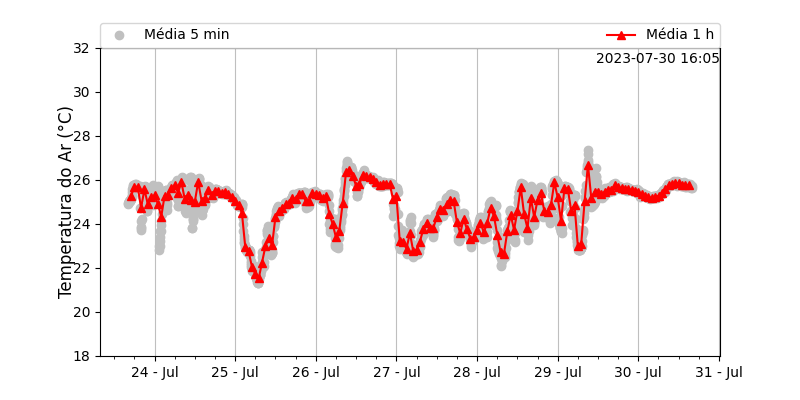 Média 5 min
Média 1 h
2023-07-30 16:05
Temperatura do Ar (°C)
32
30
28
26
24
22
20
18
24 - Jul
25 - Jul
26 - Jul
27 - Jul
28 - Jul
29 - Jul
30 - Jul
31 - Jul